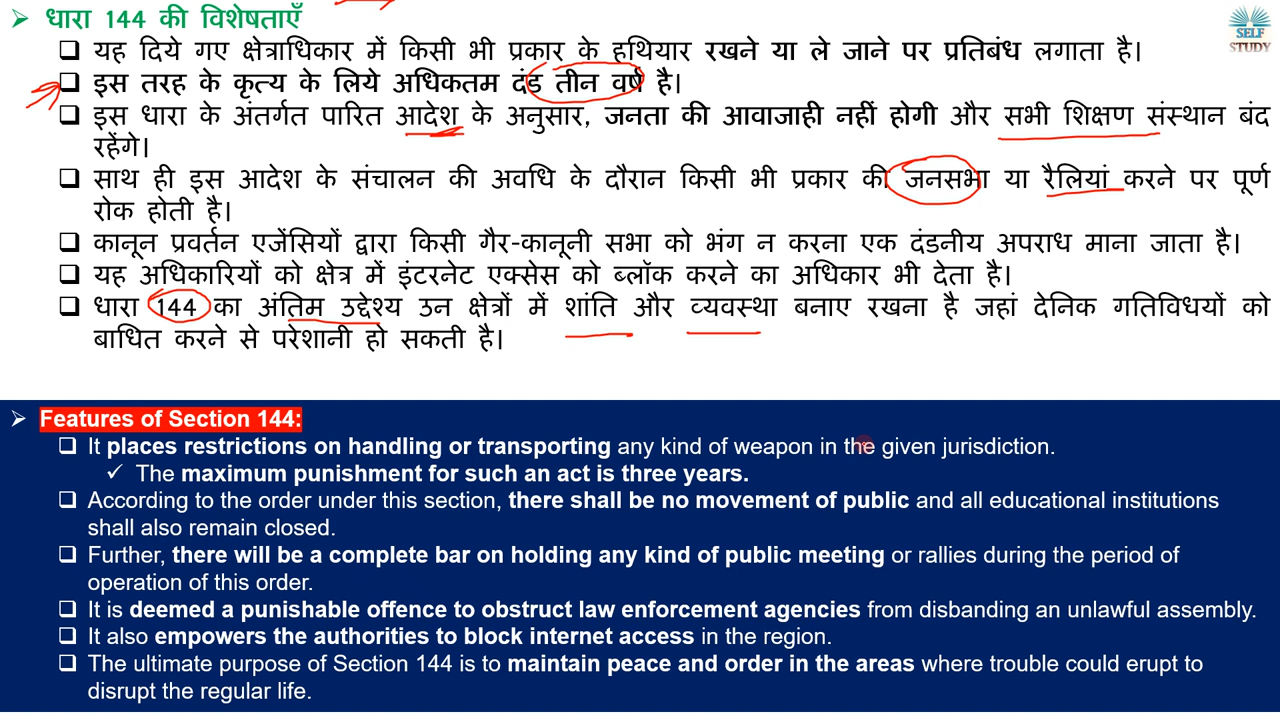 धारा 144 की विशेषताएँ
SELF
STUDY
यह दिये गए क्षेत्राधिकार में किसी भी प्रकार के हथियार रखने या ले जाने पर प्रतिबंध लगाता है।
इस तरह के कृत्य के लिये अधिकतम दंड तीन वर्ष है।
इस धारा के अंतर्गत पारित आदेश के अनुसार, जनता की आवाजाही नहीं होगी और सभी शिक्षण संस्थान बंद
रहेंगे।
साथ ही इस आदेश के संचालन की अवधि के दौरान किसी भी प्रकार की जनसभा या रैलियां करने पर पूर्ण
रोक होती है।
कानून प्रवर्तन एजेंसियों द्वारा किसी गैर-कानूनी सभा को भंग न करना एक दंडनीय अपराध माना जाता है।
यह अधिकारियों को क्षेत्र में इंटरनेट एक्सेस को ब्लॉक करने का अधिकार भी देता है।
धारा 144 का अंतिम उद्देश्य उन क्षेत्रों में शांति और व्यवस्था बनाए रखना है जहां देनिक गतिविधयों को
बाधित करने से परेशानी हो सकती है।
Features of Section 144:
It places restrictions on handling or transporting any kind of weapon in the given jurisdiction.
The maximum punishment for such an act is three years.
According to the order under this section, there shall be no movement of public and all educational institutions
shall also remain closed.
Further, there will be a complete bar on holding any kind of public meeting or rallies during the period of
operation of this order.
It is deemed a punishable offence to obstruct law enforcement agencies from disbanding an unlawful assembly.
It also empowers the authorities to block internet access in the region.
The ultimate purpose of Section 144 is to maintain peace and order in the areas where trouble could erupt to
disrupt the regular life.